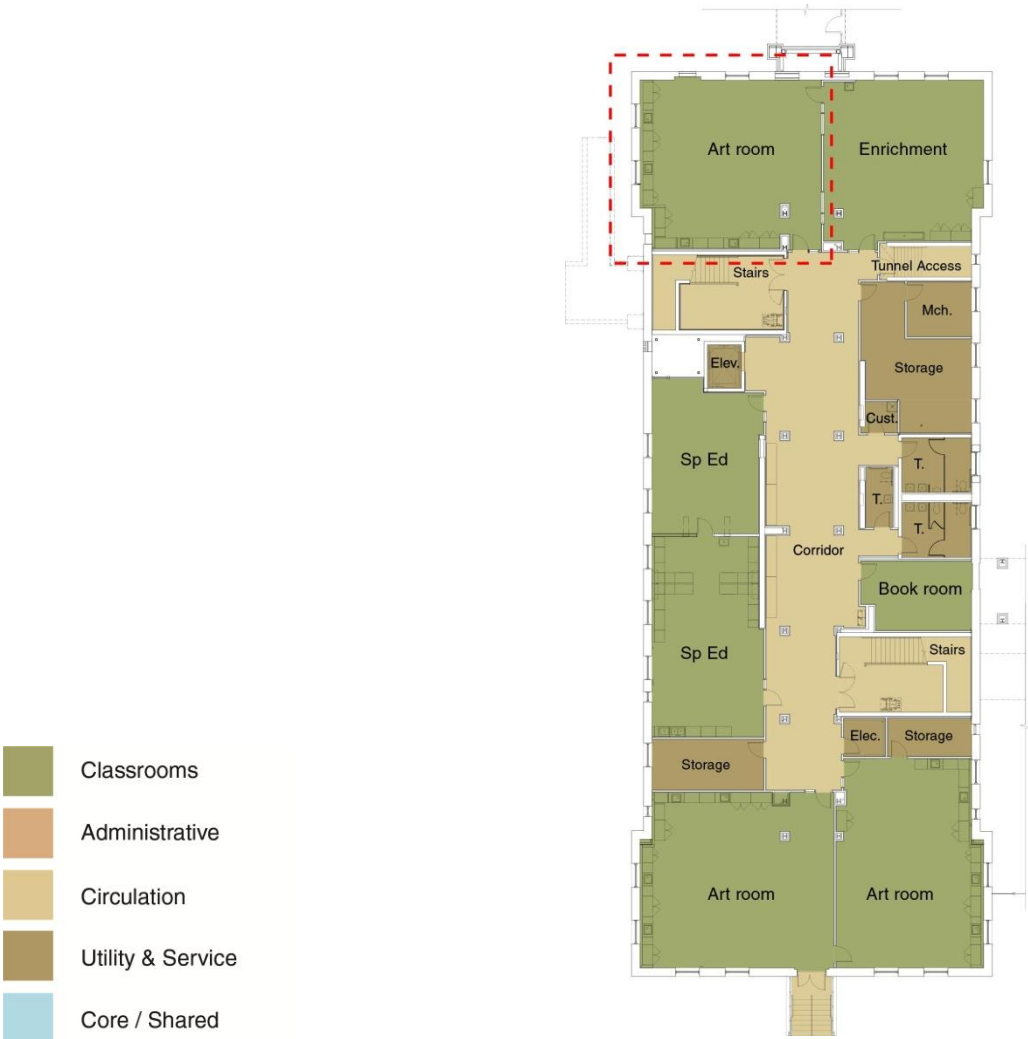 Art room
Enrichment
Stairs
Tunnel Access
Mch.
Elev.
Storage
Cust.
Sp Ed
T.
T.
T.
Corridor
Book room
Sp Ed
Stairs
Elec.
Storage
Storage
Art room
Art room
Classrooms
Administrative
Circulation
Utility & Service
Core / Shared